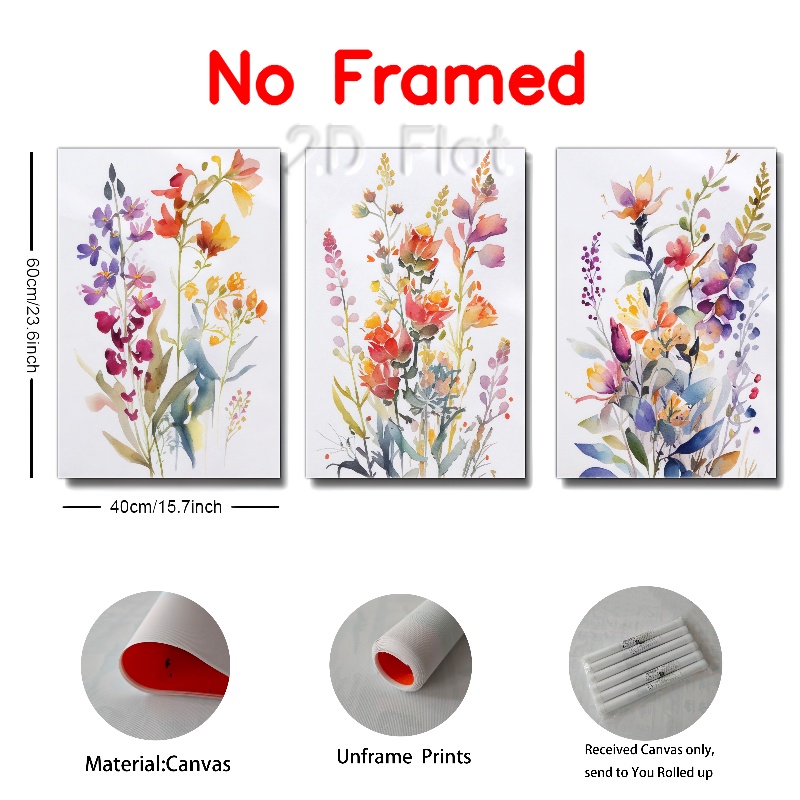 No Framed
2D Flat
60cm/23.6inch
40cm/15.7inch
Material:Canvas
Unframe Prints
Received Canvas only,
send to You Rolled up